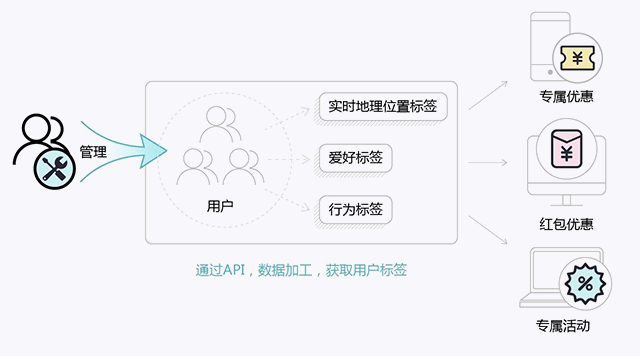 管理
用户
实时地理位置标签
爱好标签
行为标签
通过API，数据加工，获取用户标签
¥
专属优惠
¥
红包优惠
%
专属活动